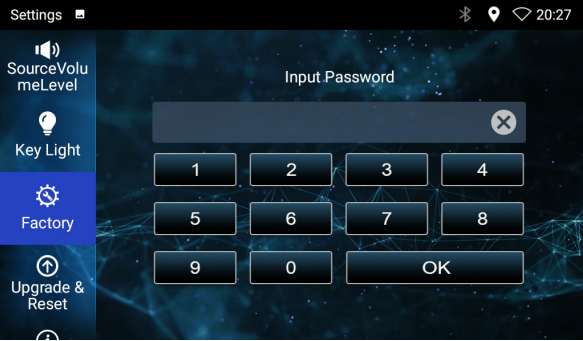 Settings
20:27
SourceVolu
meLevel
Key Light
Factory
Upgrade &
Reset
Input Password
1 2 3 4
5 6 7 8
9 0 OK